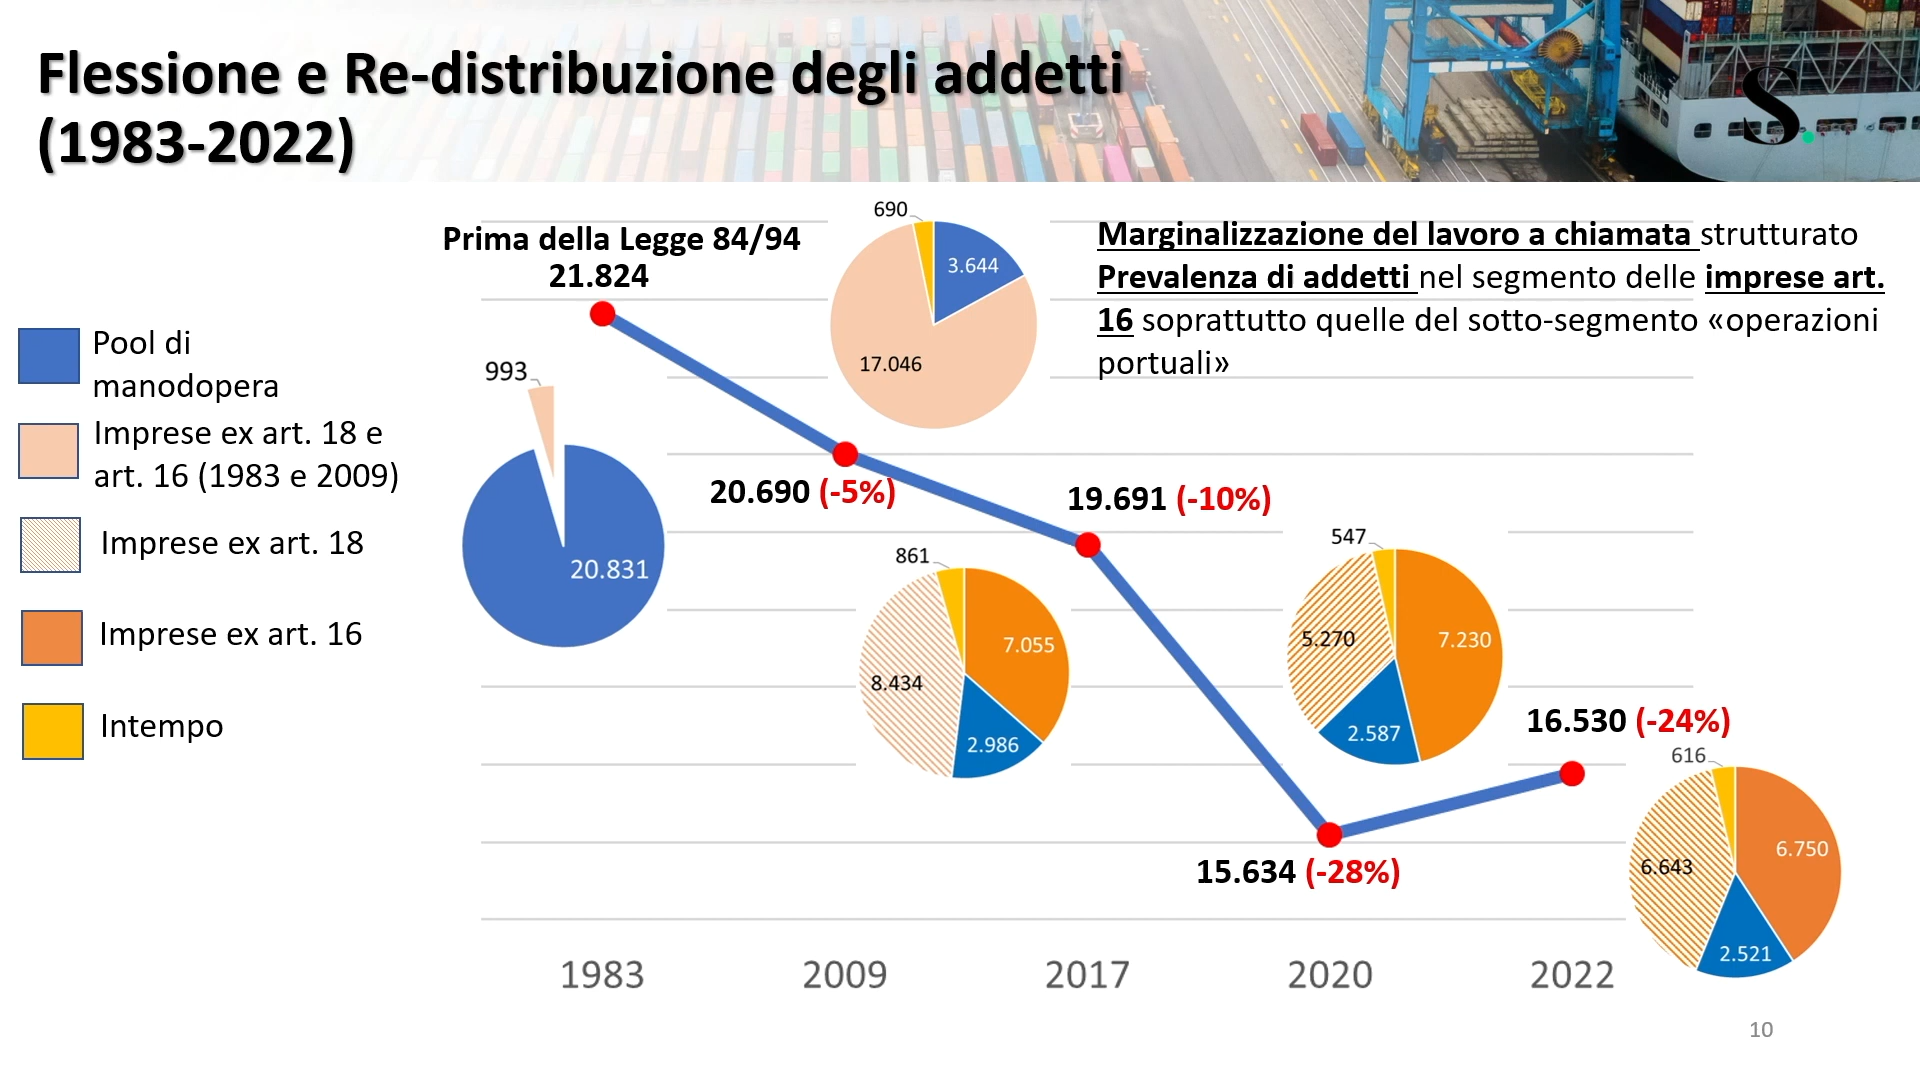 Flessione e Re-distribuzione degli addetti
(1983-2022)
S.
Prima della Legge 84/94
21.824
690
3.644
17.046
Marginalizzazione del lavoro a chiamata strutturato
Prevalenza di addetti nel segmento delle imprese art.
16 soprattutto quelle del sotto-segmento «operazioni
portuali»
Pool di
manodopera
Imprese ex art. 18 e
art. 16 (1983 e 2009)
Imprese ex art. 18
Imprese ex art. 16
Intempo
993
20.831
20.690 (-5%)
19.691 (-10%)
861
7.055
8.434
2.986
547
7.230
5.270
2.587
16.530 (-24%)
616
6.750
6.643
2.521
15.634 (-28%)
1983
2009
2017
2020
2022
10